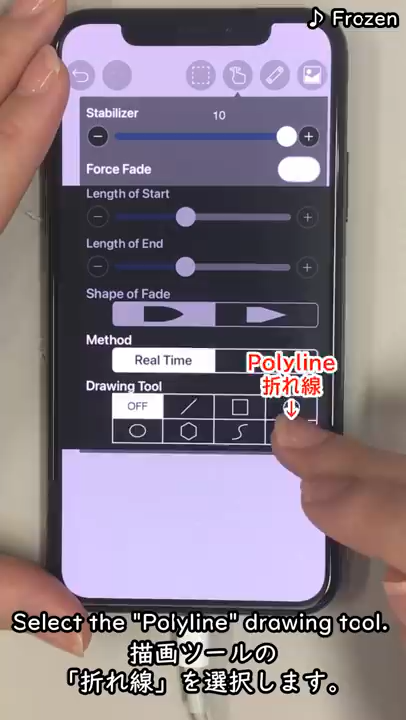 ♪ Frozen
Stabilizer
10
Force Fade
Length of Start
Length of End
Shape of Fade
Method
Real Time
Polyline
折れ線
↓
Drawing Tool
OFF
Select the "Polyline" drawing tool.
描画ツールの
「折れ線」を選択します。